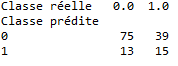 Classe réelle 0.0 1.0
Classe prédite
0 75 39
1 13 15